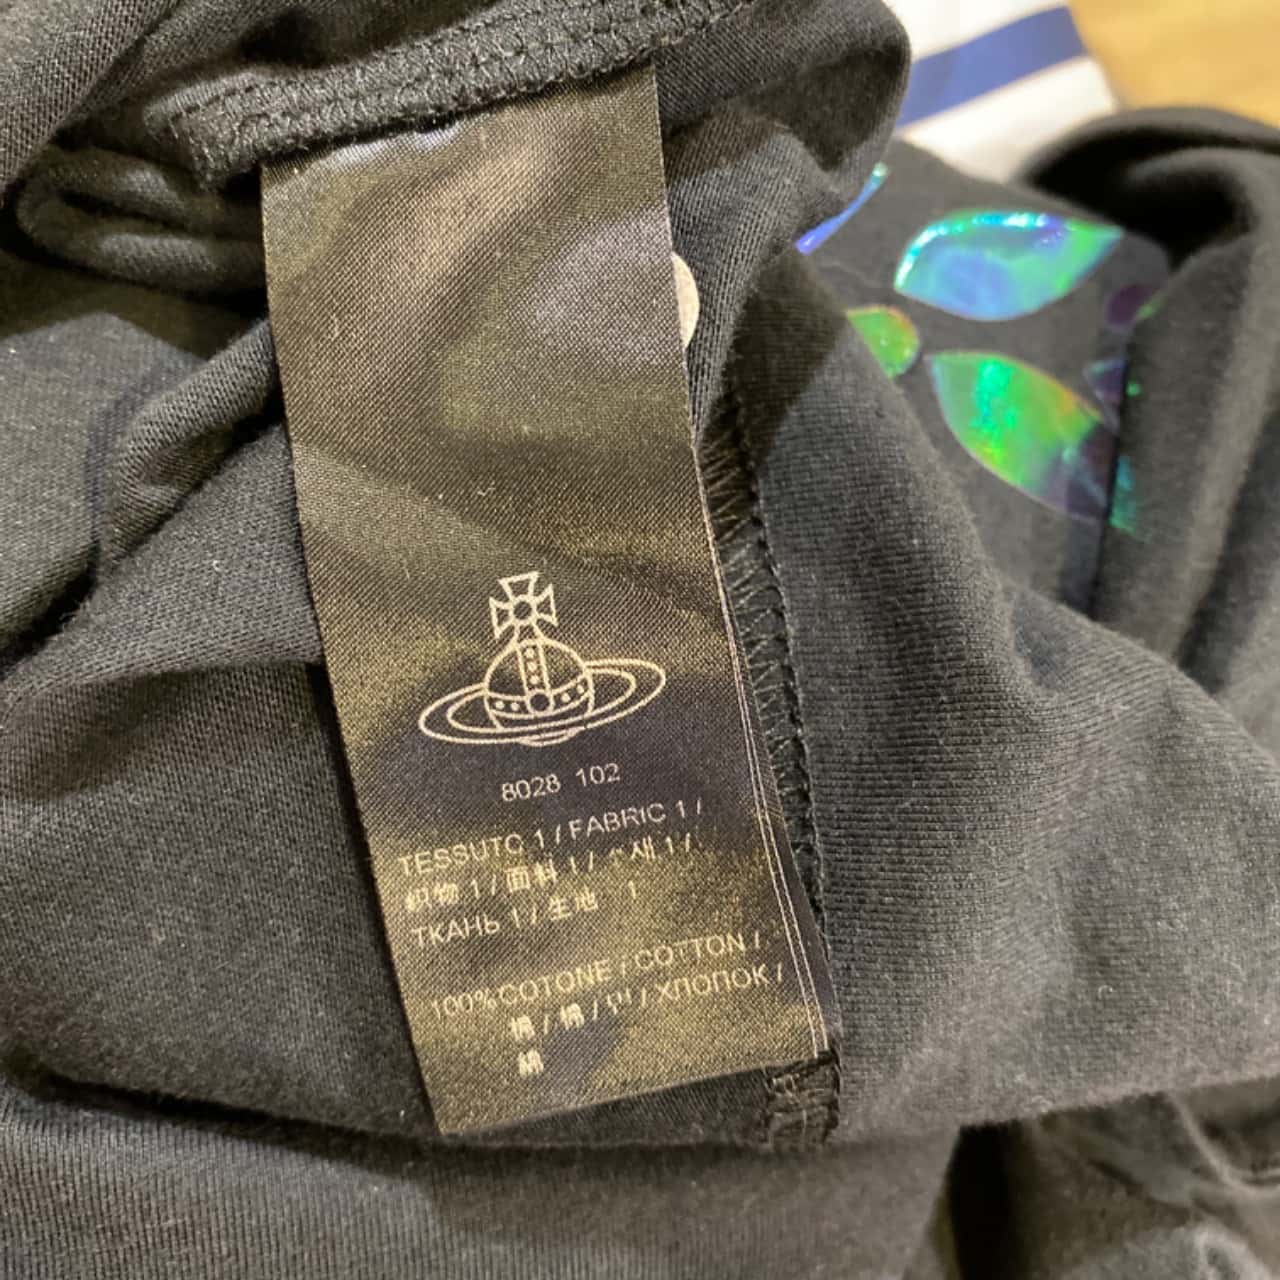 8028 102
TESSUTO 1 / FABRIC 1 /
织物 1 / 面料 1 / 소재 1 /
ТКАНЬ 1 / 生地 1
100% COTONE / COTTON /
棉 / 棉 / 면 / ХЛОПОК /
綿